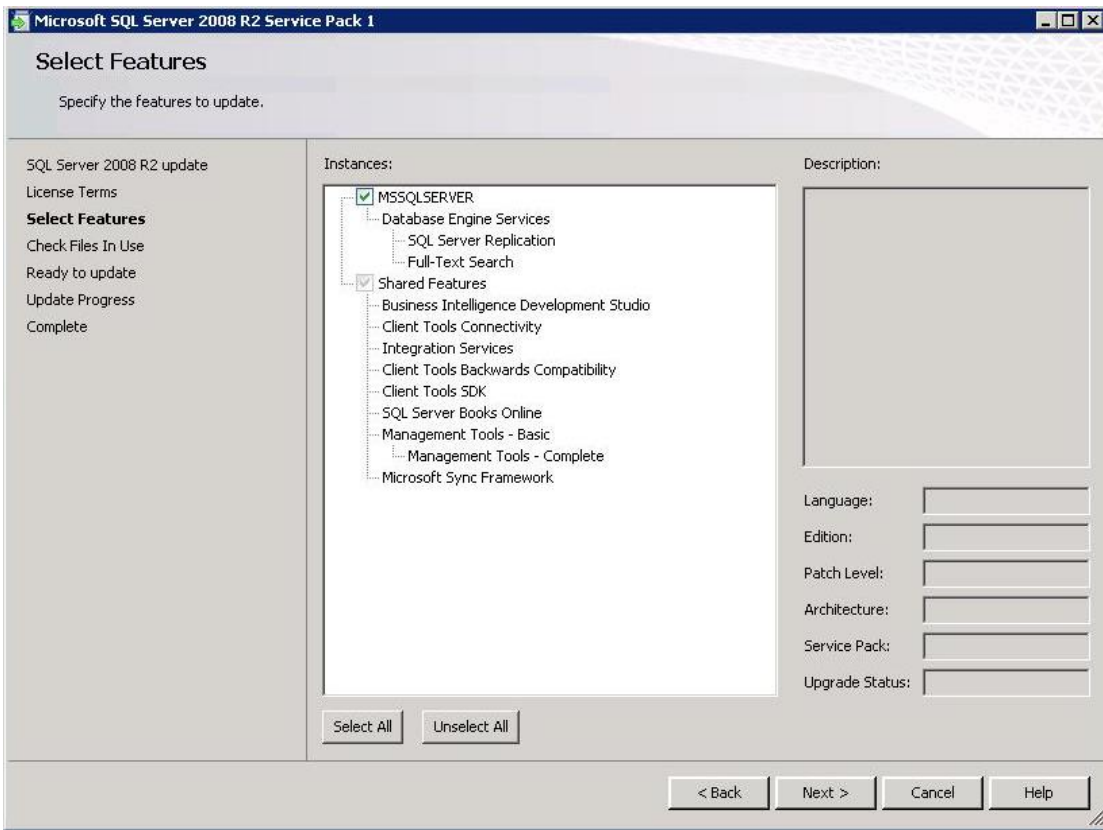 Microsoft SQL Server 2008 R2 Service Pack 1
Select Features
Specify the features to update.
SQL Server 2008 R2 update
License Terms
Select Features
Check Files In Use
Ready to update
Update Progress
Complete
Instances:
MSSQLSERVER
Database Engine Services
SQL Server Replication
Full-Text Search
Shared Features
Business Intelligence Development Studio
Client Tools Connectivity
Integration Services
Client Tools Backwards Compatibility
Client Tools SDK
SQL Server Books Online
Management Tools - Basic
Management Tools - Complete
Microsoft Sync Framework
Select All
Unselect All
Description:
Language:
Edition:
Patch Level:
Architecture:
Service Pack:
Upgrade Status:
< Back
Next >
Cancel
Help